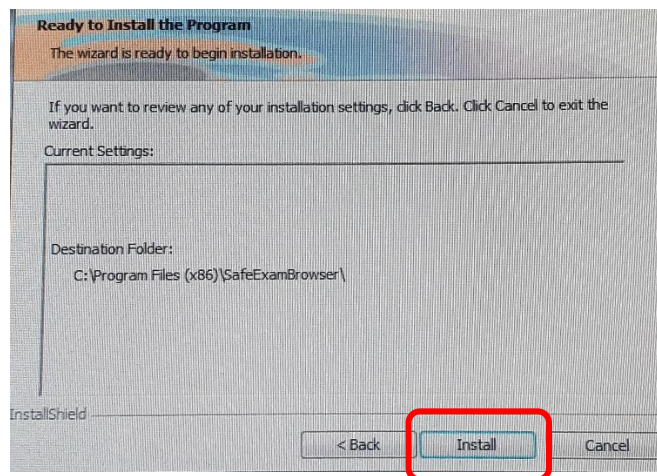 Ready to Install the Program
The wizard is ready to begin installation.
If you want to review any of your installation settings, click Back. Click Cancel to exit the
wizard.
Current Settings:
Destination Folder:
C:\Program Files (x86)\SafeExamBrowser\
InstallShield
< Back
Install
Cancel